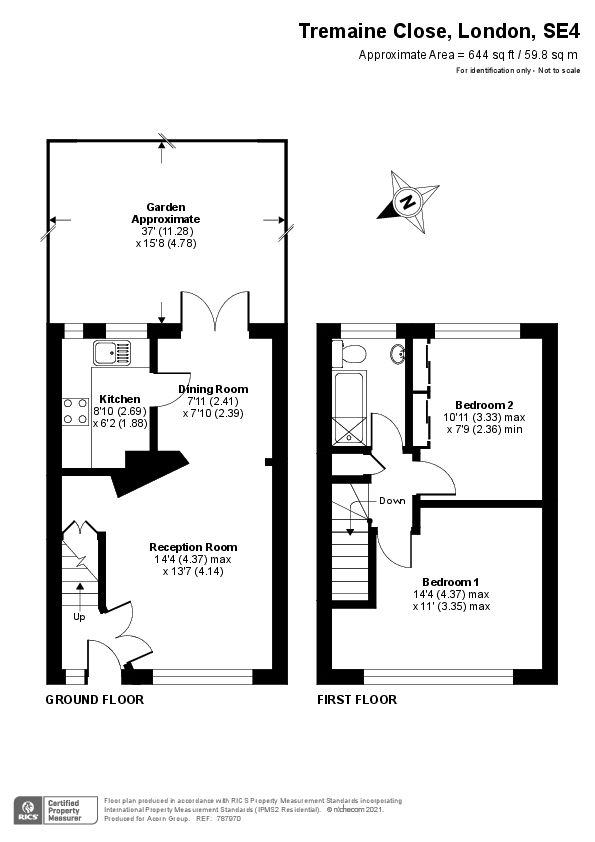 Tremaine Close, London, SE4
Approximate Area = 644 sq ft / 59.8 sq m
For identification only - Not to scale
Garden
Approximate
37' (11.28)
x 15'8 (4.78)
N
Kitchen
8'10 (2.69)
x 6'2 (1.88)
Dining Room
7'11 (2.41)
x 7'10 (2.39)
Reception Room
14'4 (4.37) max
x 13'7 (4.14)
Up
GROUND FLOOR
Bedroom 2
10'11 (3.33) max
x 7'9 (2.36) min
Down
Bedroom 1
14'4 (4.37) max
x 11' (3.35) max
FIRST FLOOR
RICS
Certified
Property
Measurer
Floor plan produced in accordance with RICS Property Measurement Standards incorporating
International Property Measurement Standards (IPMS2 Residential). © nichecom 2021.
Produced for Acorn Group. REF: 787970